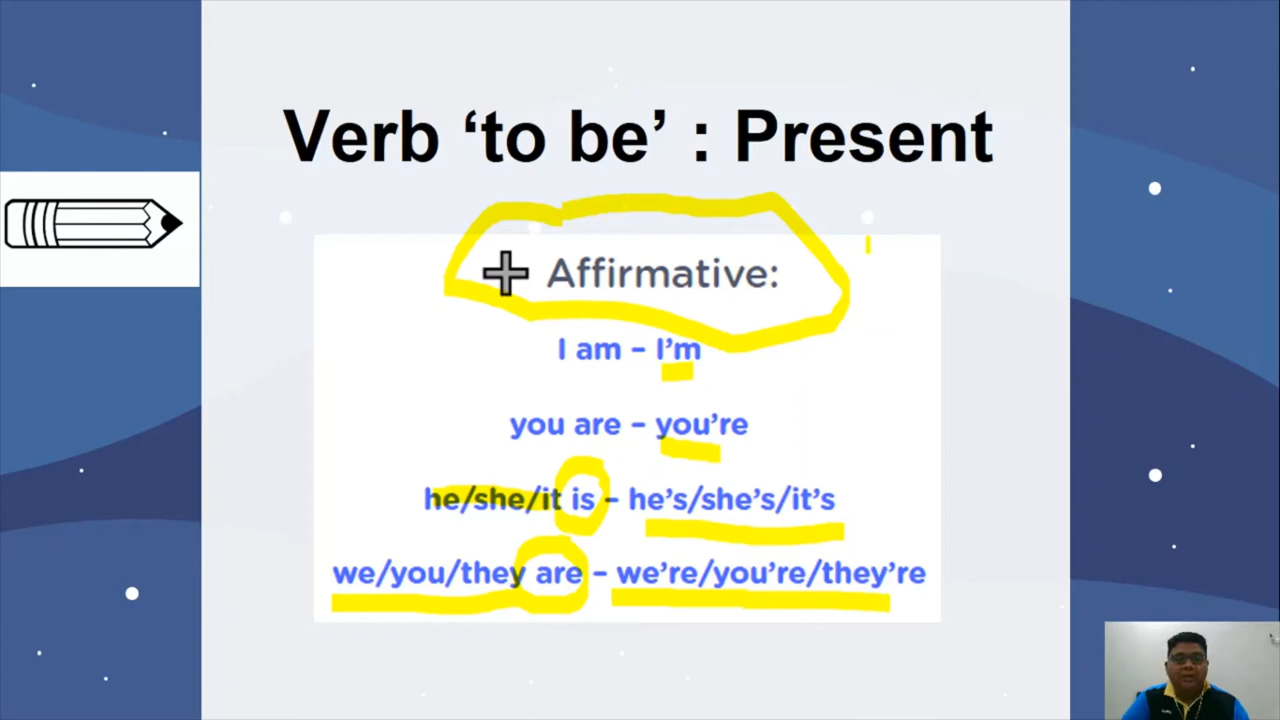 Verb ‘to be’ : Present
+ Affirmative:
I am – I’m
you are – you’re
he/she/it is – he’s/she’s/it’s
we/you/they are – we’re/you’re/they’re